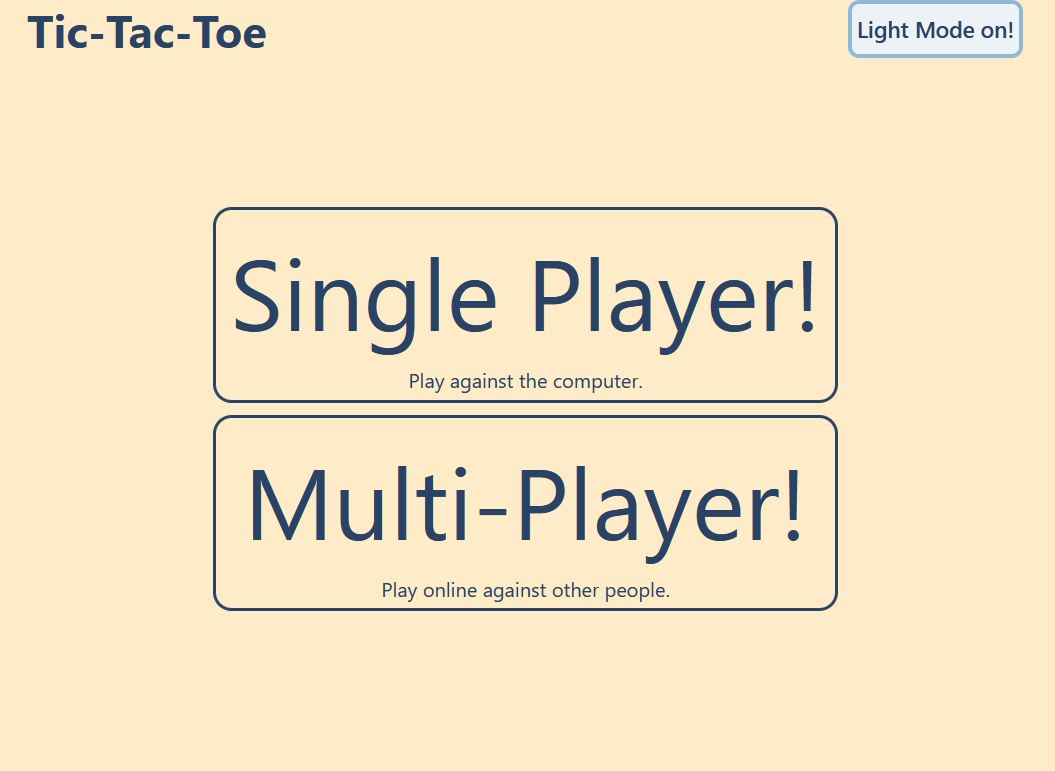 Tic-Tac-Toe
Light Mode on!
Single Player!
Play against the computer.
Multi-Player!
Play online against other people.